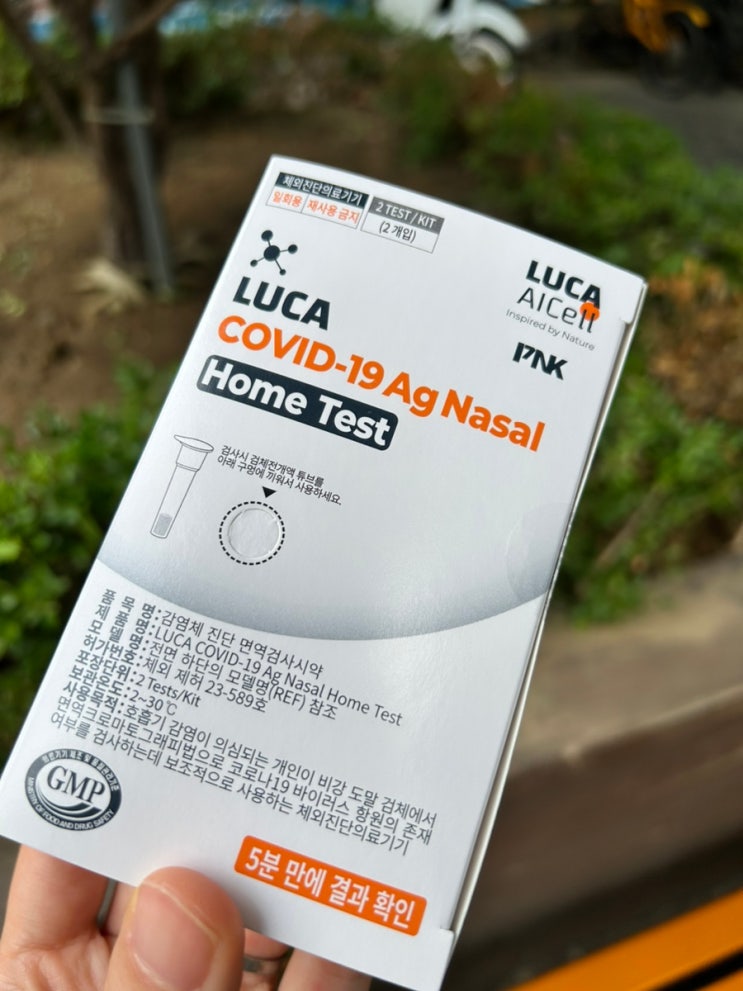 체외진단의료기기
일회용 재사용 금지
2 TEST / KIT
(2 개입)
LUCA
COVID-19 Ag Nasal
Home Test
LUCA
AICell
Inspired by Nature
PNK
검사시 검체전개액 튜브를
아래 구멍에 끼워서 사용하세요.
품목명 : 감염체 진단 면역검사시약
제품명 : LUCA COVID-19 Ag Nasal Home Test
모델명 : 전면 하단의 모델명(REF) 참조
허가번호 : 체외 제허 23-589호
포장단위 : 2 Tests/Kit
보관온도 : 2~30℃
사용목적 : 호흡기 감염이 의심되는 개인이 비강 도말 검체에서
면역크로마토그래피법으로 코로나19 바이러스 항원의 존재
여부를 검사하는데 보조적으로 사용하는 체외진단의료기기
GMP
MINISTRY OF FOOD AND DRUG SAFETY
5분 만에 결과 확인